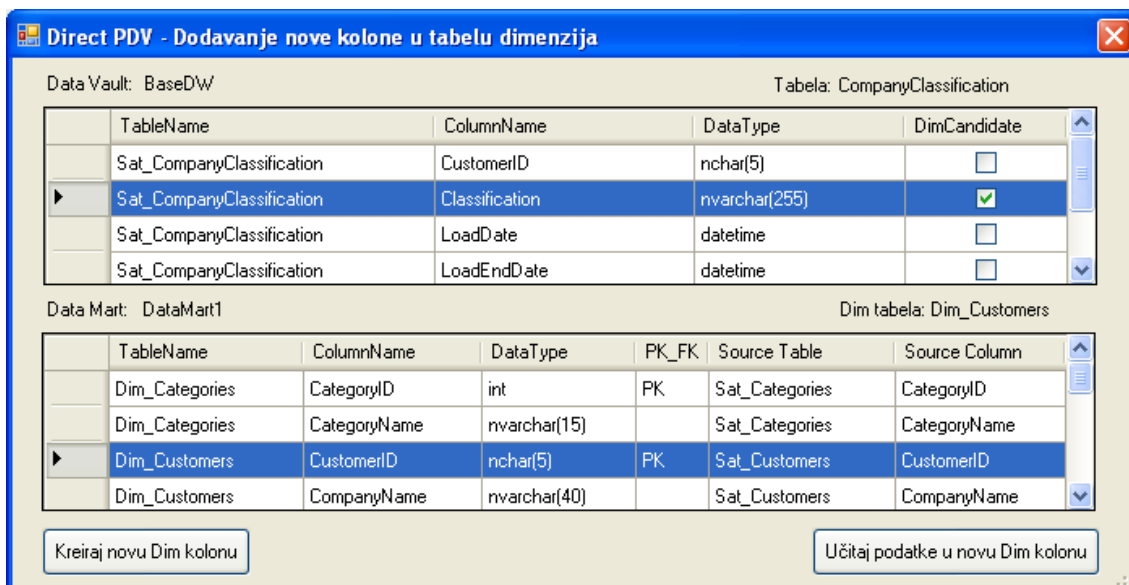 Direct PDV - Dodavanje nove kolone u tabelu dimenzija
Data Vault: BaseDW Tabela: CompanyClassification
TableName ColumnName DataType DimCandidate
Sat_CompanyClassification CustomerID nchar(5)
Sat_CompanyClassification Classification nvarchar(255)
Sat_CompanyClassification LoadDate datetime
Sat_CompanyClassification LoadEndDate datetime
Data Mart: DataMart1 Dim tabela: Dim_Customers
TableName ColumnName DataType PK_FK Source Table Source Column
Dim_Categories CategoryID int PK Sat_Categories CategoryID
Dim_Categories CategoryName nvarchar(15) Sat_Categories CategoryName
Dim_Customers CustomerID nchar(5) PK Sat_Customers CustomerID
Dim_Customers CompanyName nvarchar(40) Sat_Customers CompanyName
Kreiraj novu Dim kolonu Učitaj podatke u novu Dim kolonu